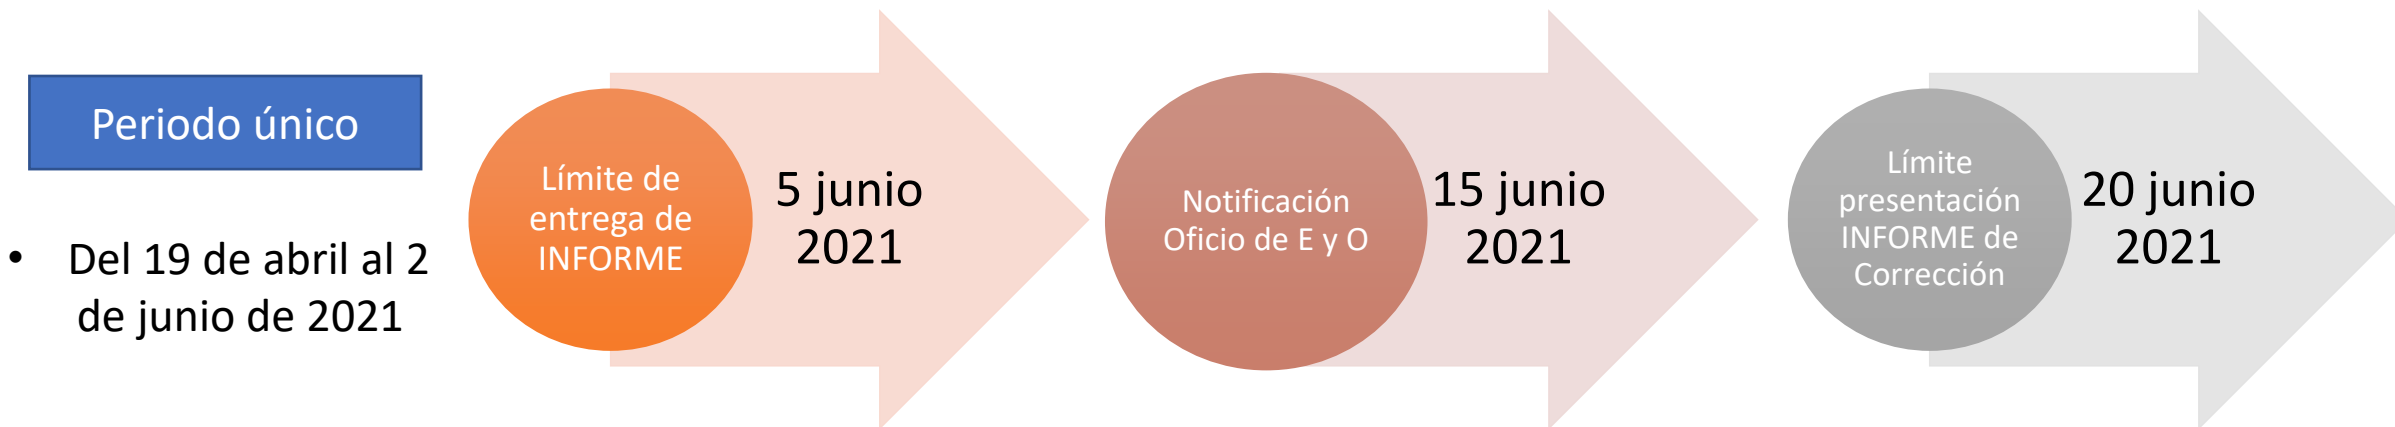 Periodo único
• Del 19 de abril al 2
de junio de 2021
Límite de
entrega de
INFORME
5 junio
2021
Notificación
Oficio de E y O
15 junio
2021
Límite
presentación
INFORME de
Corrección
20 junio
2021